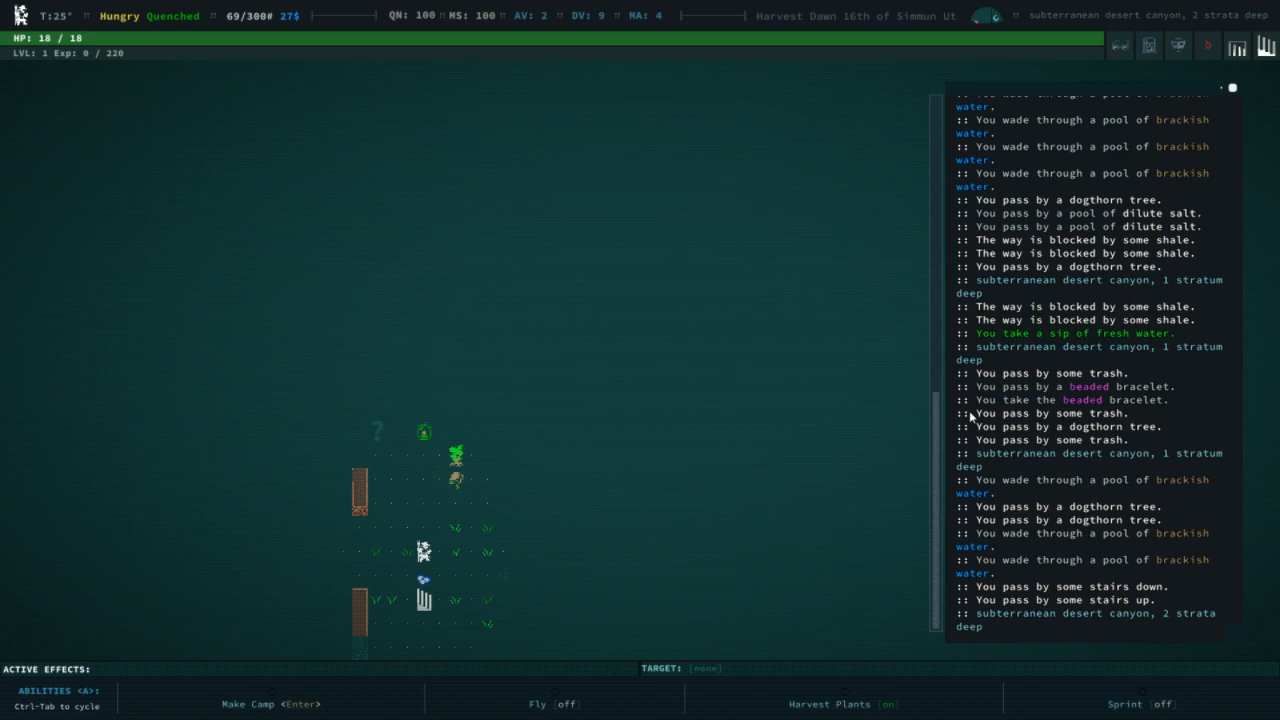 T:25° Hungry Quenched 69/300# 27$ QN: 100 MS: 100 AV: 2 DV: 9 MA: 4 Harvest Dawn 16th of Simmun Ut subterranean desert canyon, 2 strata deep
HP: 18 / 18
LVL: 1 Exp: 0 / 220
water.
:: You wade through a pool of brackish
water.
:: You wade through a pool of brackish
water.
:: You wade through a pool of brackish
water.
:: You pass by a dogthorn tree.
:: You pass by a pool of dilute salt.
:: You pass by a pool of dilute salt.
:: The way is blocked by some shale.
:: The way is blocked by some shale.
:: You pass by a dogthorn tree.
:: subterranean desert canyon, 1 stratum
deep
:: The way is blocked by some shale.
:: The way is blocked by some shale.
:: You take a sip of fresh water.
:: subterranean desert canyon, 1 stratum
deep
:: You pass by some trash.
:: You pass by a beaded bracelet.
:: You take the beaded bracelet.
:: You pass by some trash.
:: You pass by a dogthorn tree.
:: You pass by some trash.
:: subterranean desert canyon, 1 stratum
deep
:: You wade through a pool of brackish
water.
:: You pass by a dogthorn tree.
:: You pass by a dogthorn tree.
:: You wade through a pool of brackish
water.
:: You wade through a pool of brackish
water.
:: You pass by some stairs down.
:: You pass by some stairs up.
:: subterranean desert canyon, 2 strata
deep
?
ACTIVE EFFECTS:
TARGET: [none]
ABILITIES <A>:
Ctrl-Tab to cycle
Make Camp <Enter>
Fly [off]
Harvest Plants [on]
Sprint [off]